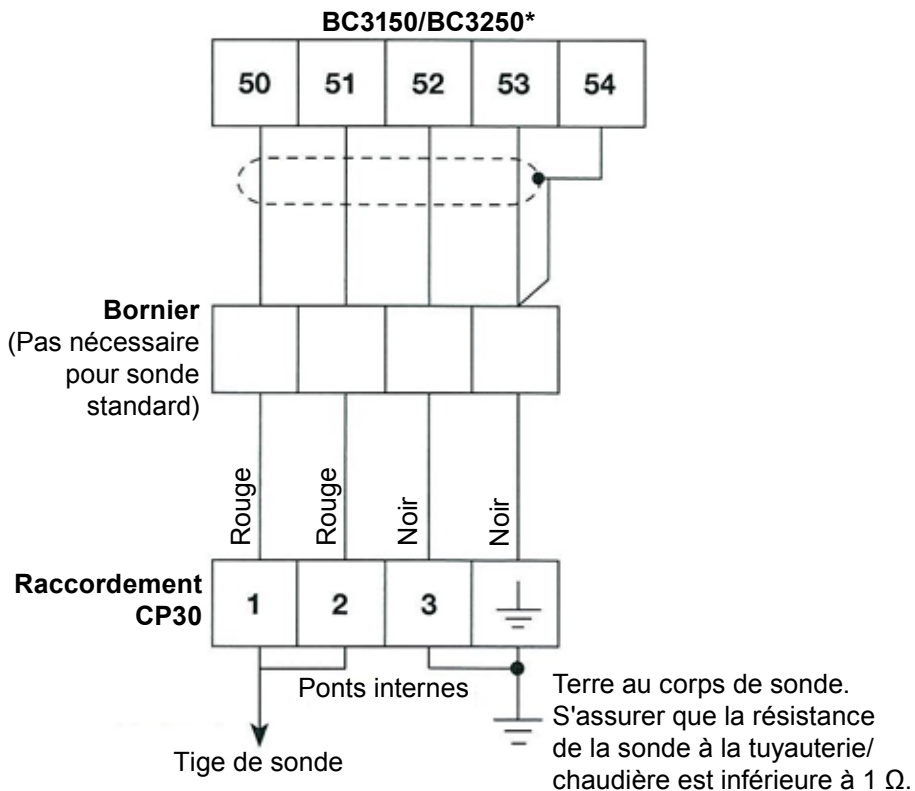 BC3150/BC3250*
50 51 52 53 54
Bornier
(Pas nécessaire
pour sonde
standard)
Rouge Rouge Noir Noir
Raccordement
CP30
1 2 3
Ponts internes
Tige de sonde
Terre au corps de sonde.
S'assurer que la résistance
de la sonde à la tuyauterie/
chaudière est inférieure à 1 Ω.